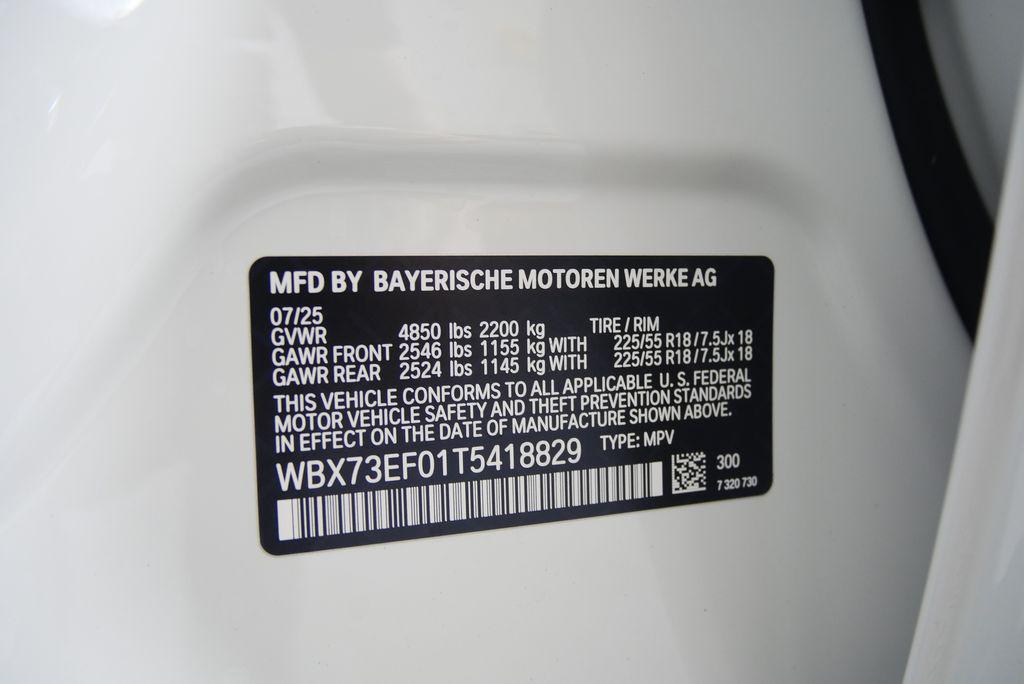 MFD BY BAYERISCHE MOTOREN WERKE AG
07/25
GVWR 4850 lbs 2200 kg TIRE / RIM
GAWR FRONT 2546 lbs 1155 kg WITH 225/55 R18 / 7.5Jx 18
GAWR REAR 2524 lbs 1145 kg WITH 225/55 R18 / 7.5Jx 18
THIS VEHICLE CONFORMS TO ALL APPLICABLE U. S. FEDERAL
MOTOR VEHICLE SAFETY AND THEFT PREVENTION STANDARDS
IN EFFECT ON THE DATE OF MANUFACTURE SHOWN ABOVE.
WBX73EF01T5418829 TYPE: MPV
300
7 320 730